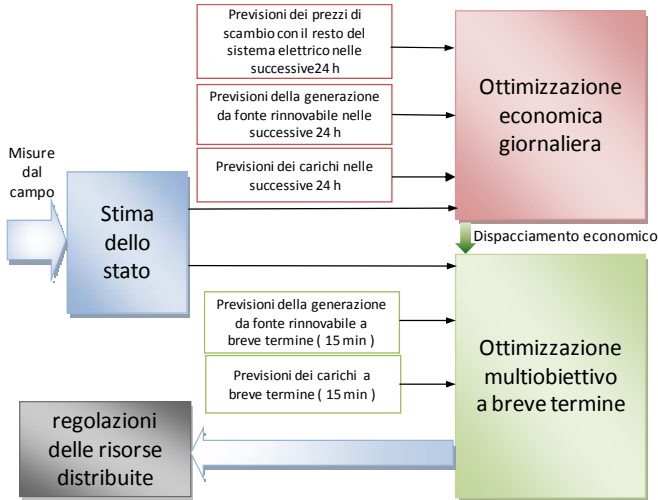 Previsioni dei prezzi di
scambio con il resto del
sistema elettrico nelle
successive24 h
Previsioni della generazione
da fonte rinnovabile nelle
successive 24 h
Previsioni dei carichi nelle
successive 24 h
Ottimizzazione
economica
giornaliera
Misure
dal
campo
Stima
dello
stato
Dispacciamento economico
Previsioni della generazione
da fonte rinnovabile a
breve termine ( 15 min )
Previsioni dei carichi a
breve termine ( 15 min)
Ottimizzazione
multiobiettivo
a breve termine
regolazioni
delle risorse
distribuite